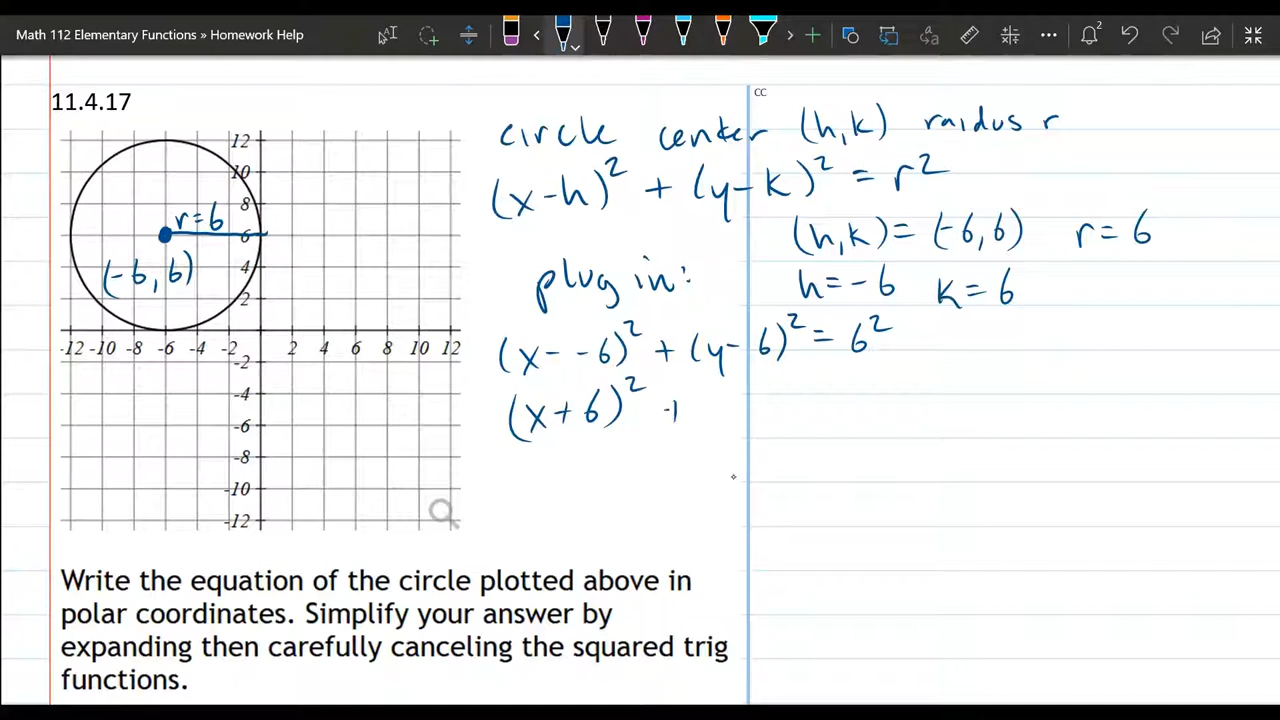 Math 112 Elementary Functions » Homework Help
2
11.4.17
12
10
8
6
4
2
-12 -10 -8 -6 -4 -2 2 4 6 8 10 12
-2
-4
-6
-8
-10
-12
r=6
(-6, 6)
CC
circle center (h,k) raidus r
(x-h)² + (y-k)² = r²
(h,k) = (-6,6) r = 6
plug in:
h = -6 k = 6
(x- -6)² + (y-6)² = 6²
(x+6)² +
Write the equation of the circle plotted above in
polar coordinates. Simplify your answer by
expanding then carefully canceling the squared trig
functions.